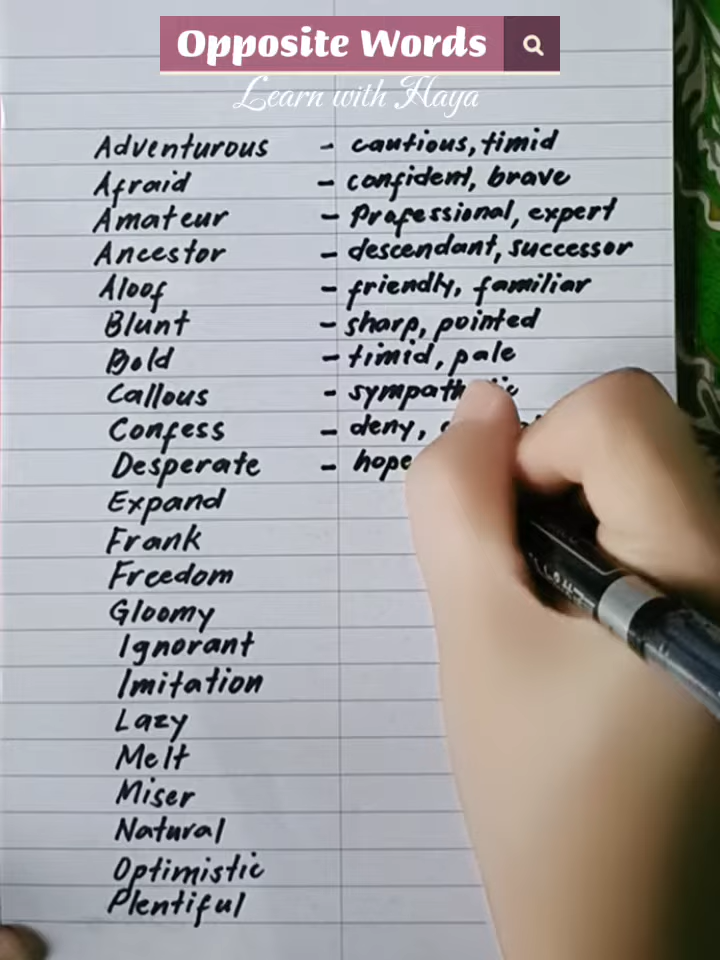 Opposite Words
Learn with Haya
Adventurous - cautious, timid
Afraid - confident, brave
Amateur - Professional, expert
Ancestor - descendant, successor
Aloof - friendly, familiar
Blunt - sharp, pointed
Bold - timid, pale
Callous -
Confess - deny,
Desperate -
Expand
Frank
Freedom
Gloomy
Ignorant
Imitation
Lazy
Melt
Miser
Natural
Optimistic
Plentiful